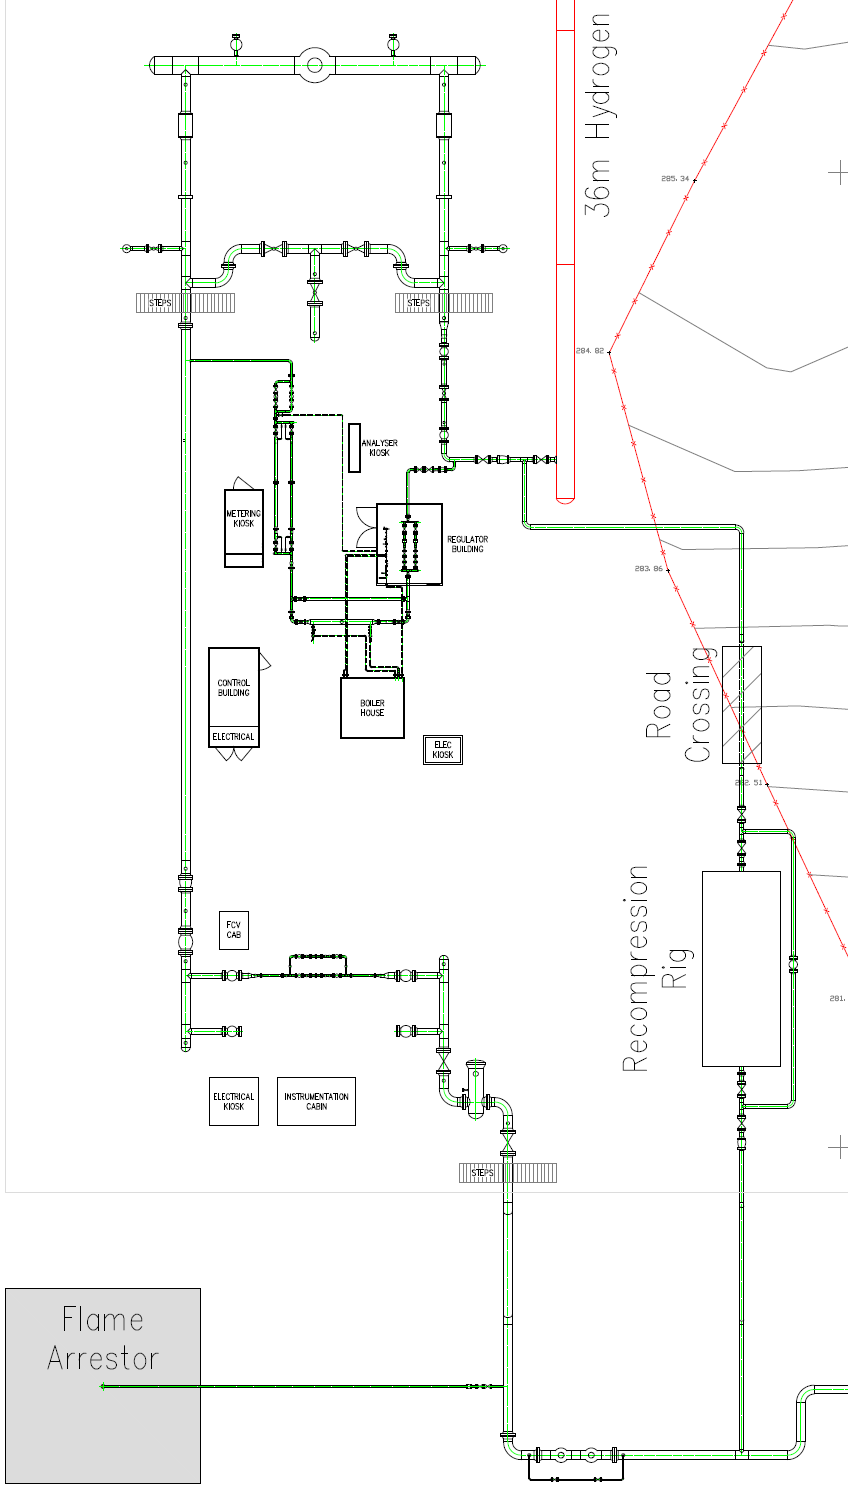 36m Hydrogen
285.34
STEPS
STEPS
284.82
ANALYSER
KIOSK
METERING
KIOSK
REGULATOR
BUILDING
283.86
CONTROL
BUILDING
ELECTRICAL
BOILER
HOUSE
ELEC
KIOSK
Road
Crossing
282.51
FCV
CAB
Recompression
Rig
281.
ELECTRICAL
KIOSK
INSTRUMENTATION
CABIN
STEPS
Flame
Arrestor